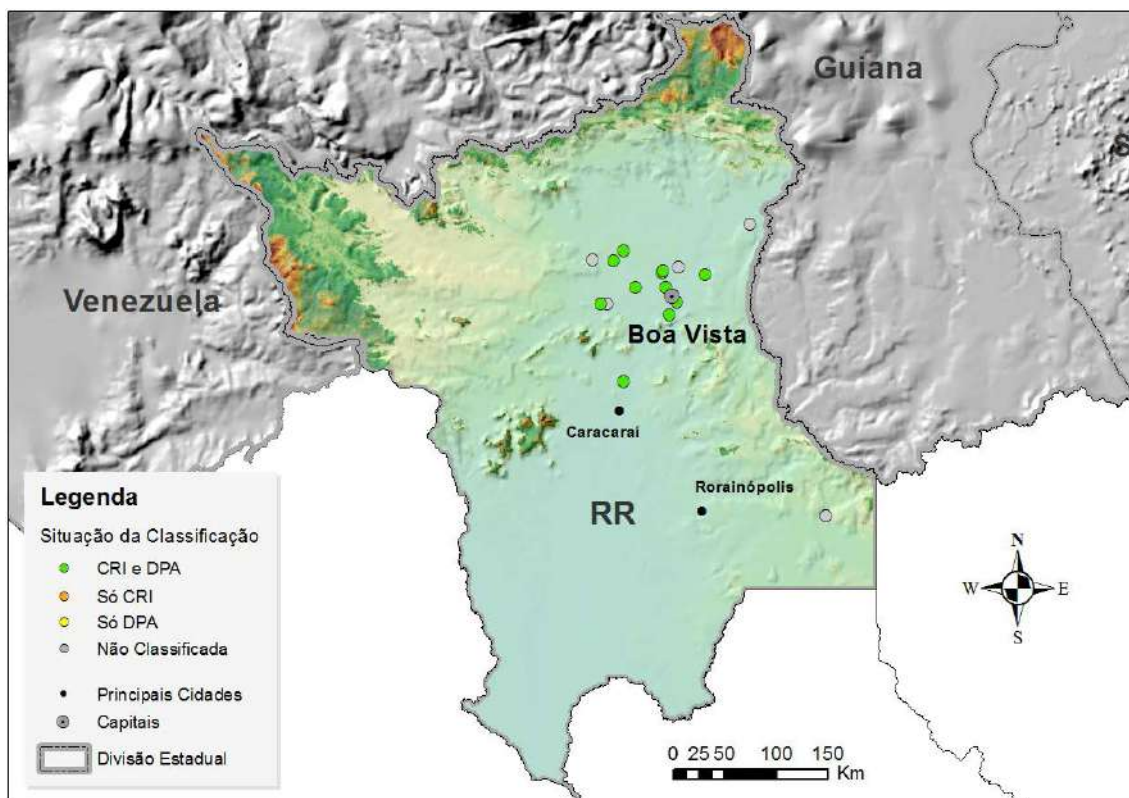 Guiana
S
Venezuela
Boa Vista
Caracaraí
Rorainópolis
RR
Legenda
Situação da Classificação
CRI e DPA
Só CRI
Só DPA
Não Classificada
Principais Cidades
Capitais
Divisão Estadual
N
W E
S
0 25 50 100 150
Km